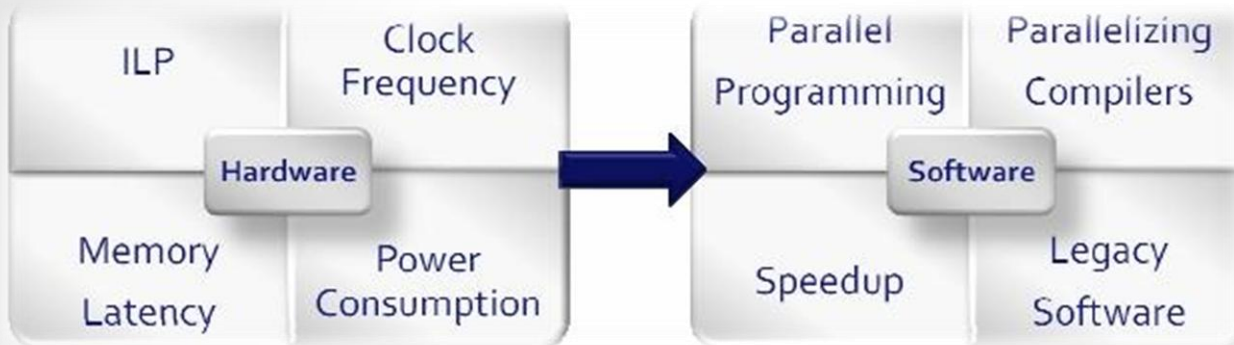 ILP
Clock
Frequency
Hardware
Memory
Latency
Power
Consumption
Parallel
Programming
Parallelizing
Compilers
Software
Speedup
Legacy
Software